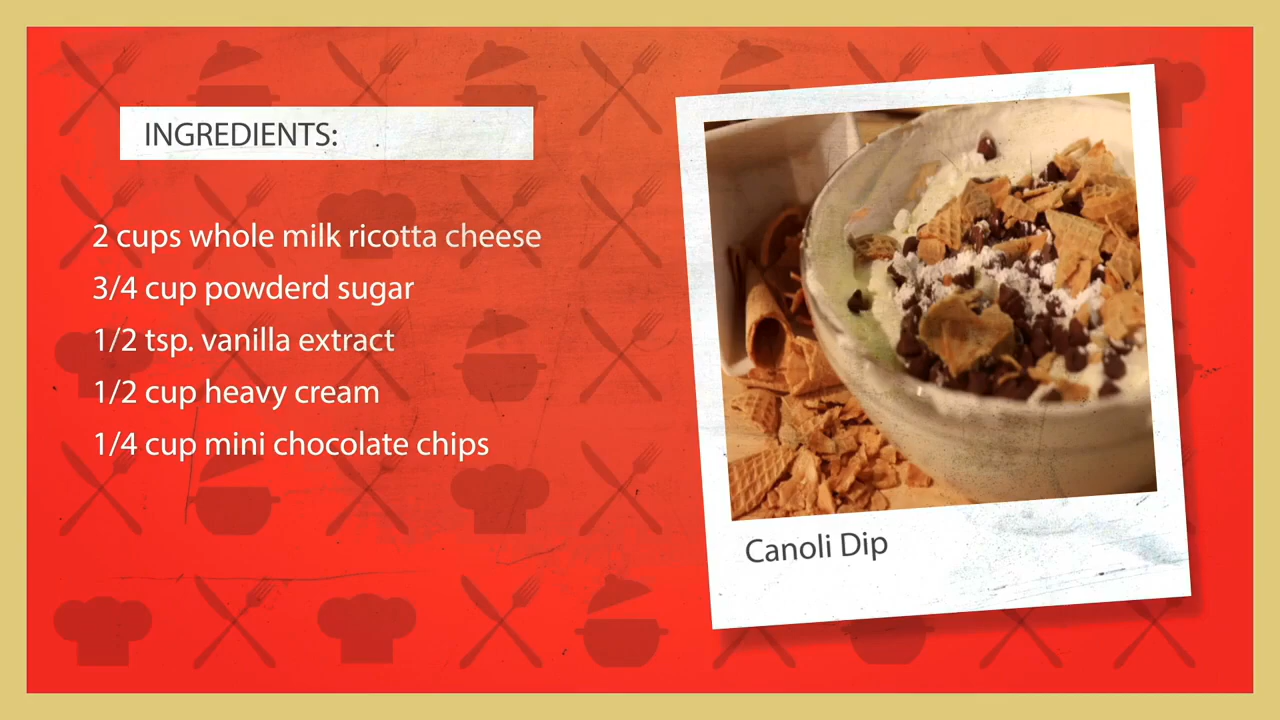 INGREDIENTS:
2 cups whole milk ricotta cheese
3/4 cup powderd sugar
1/2 tsp. vanilla extract
1/2 cup heavy cream
1/4 cup mini chocolate chips
Canoli Dip